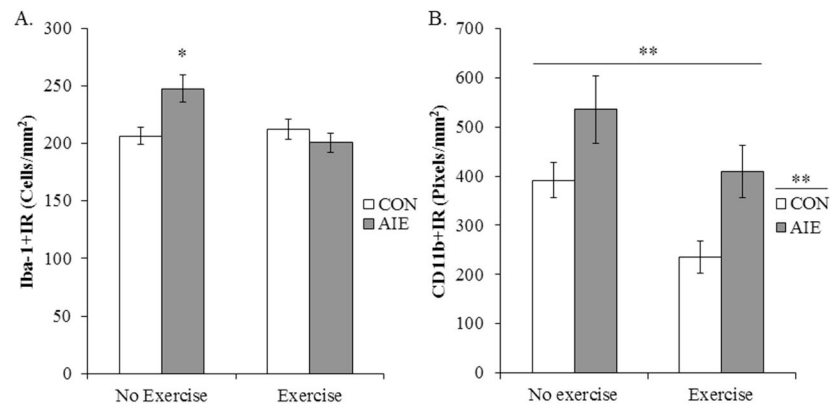 A.
Iba-1+IR (Cells/mm²)
300
250
200
150
100
50
0
*
No Exercise
Exercise
CON
AIE
B.
CD11b+IR (Pixels/mm²)
700
600
500
400
300
200
100
0
**
No exercise
Exercise
**
CON
AIE